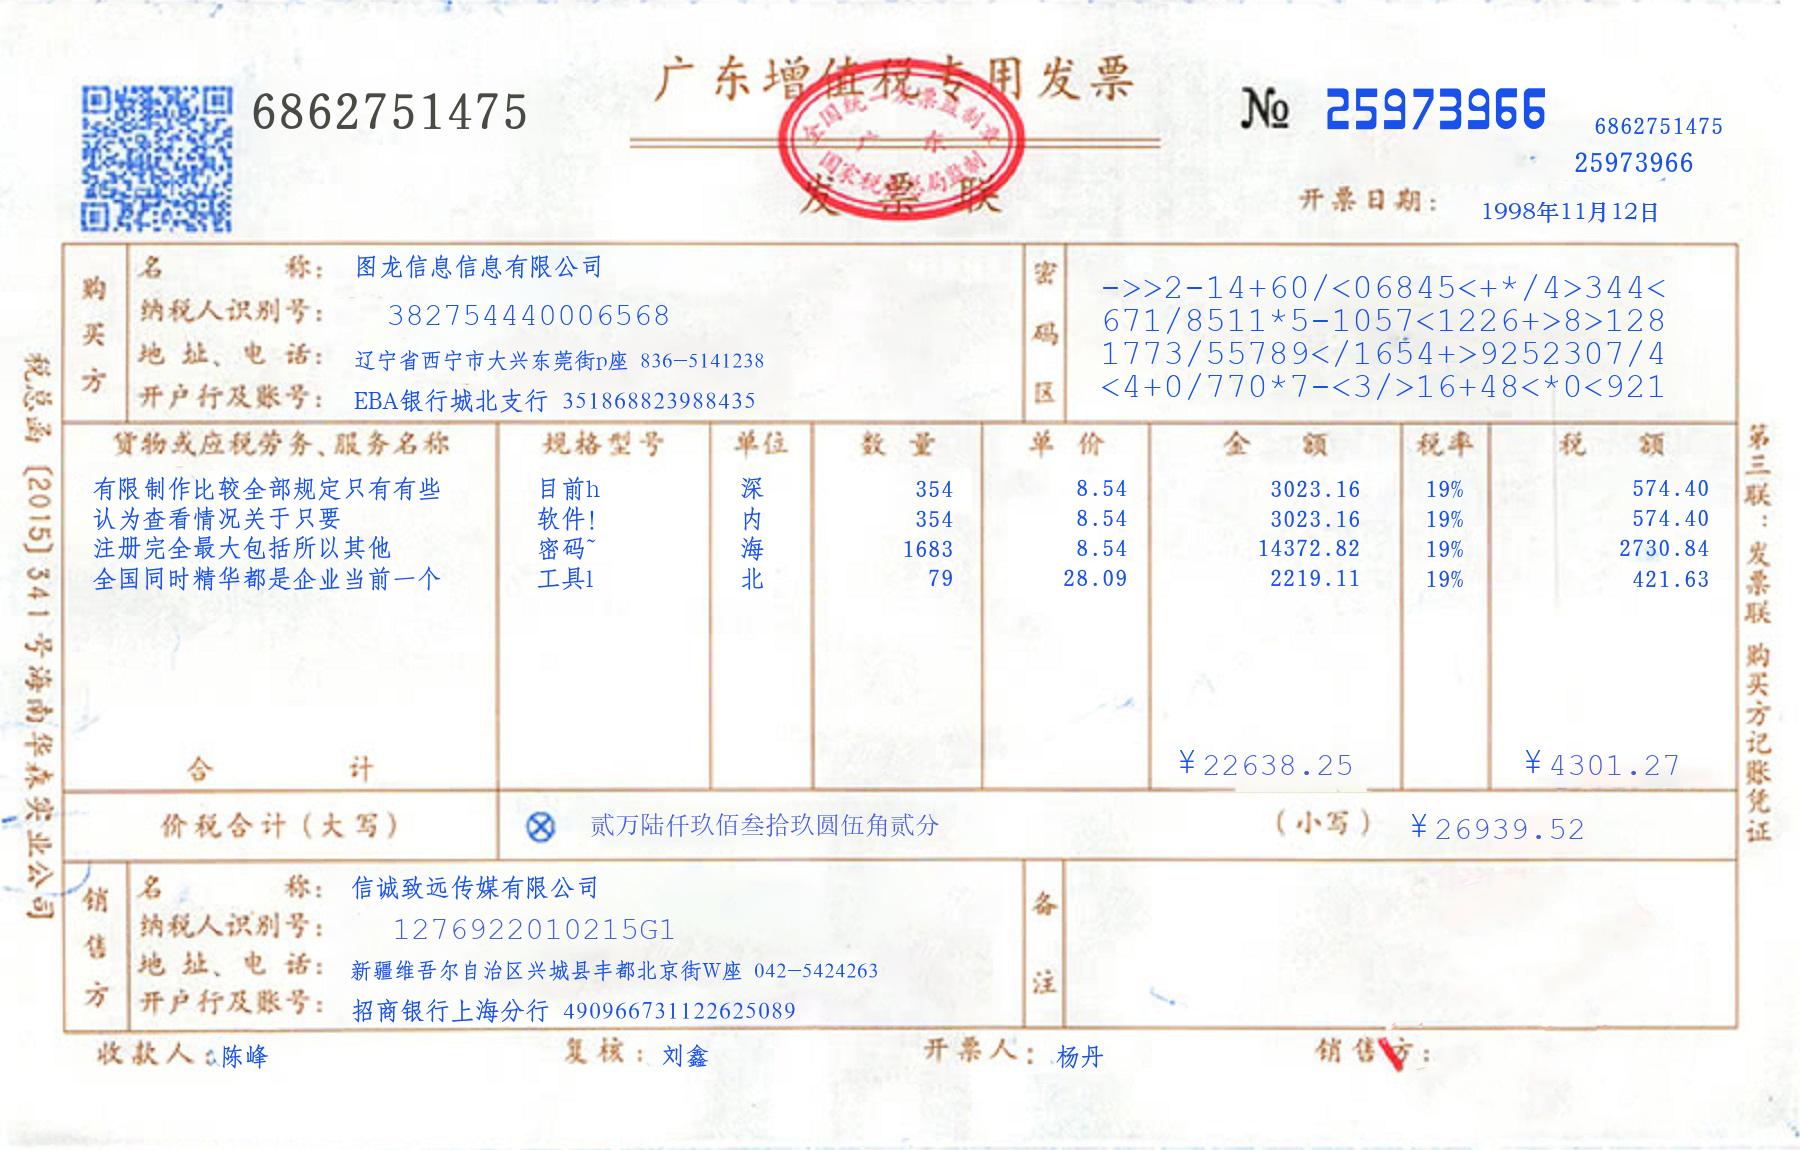 广东增值税专用发票
6862751475
№ 25973966
6862751475
25973966
全国统一发票监制章
广 东
国家税务总局监制
发票联
开票日期： 1998年11月12日
购买方
名 称： 图龙信息信息有限公司
纳税人识别号： 382754440006568
地 址、电 话： 辽宁省西宁市大兴东莞街p座 836-5141238
开户行及账号： EBA银行城北支行 351868823988435
密码区
->>2-14+60/<06845<+*/4>344<
671/8511*5-1057<1226+>8>128
1773/55789</1654+>9252307/4
<4+0/770*7-<3/>16+48<*0<921
货物或应税劳务、服务名称 规格型号 单位 数 量 单 价 金 额 税率 税 额
有限制作比较全部规定只有有些 目前h 深 354 8.54 3023.16 19% 574.40
认为查看情况关于只要 软件! 内 354 8.54 3023.16 19% 574.40
注册完全最大包括所以其他 密码~ 海 1683 8.54 14372.82 19% 2730.84
全国同时精华都是企业当前一个 工具l 北 79 28.09 2219.11 19% 421.63
合 计 ¥22638.25 ¥4301.27
价税合计（大写） ⊗ 贰万陆仟玖佰叁拾玖圆伍角贰分 （小写） ¥26939.52
销售方
名 称： 信诚致远传媒有限公司
纳税人识别号： 1276922010215G1
地 址、电 话： 新疆维吾尔自治区兴城县丰都北京街W座 042-5424263
开户行及账号： 招商银行上海分行 490966731122625089
备注
收款人： 陈峰 复核： 刘鑫 开票人： 杨丹 销售方：
税总函〔2015〕341号海南华森实业公司
第三联：发票联 购买方记账凭证